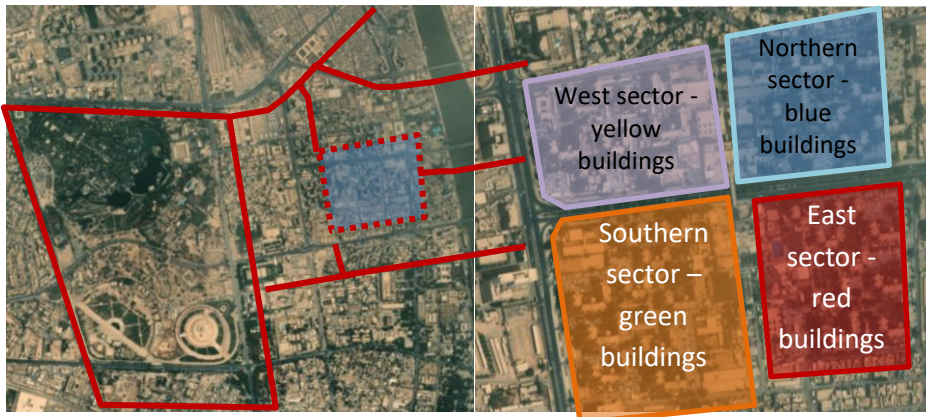 West sector -
yellow
buildings
Northern
sector -
blue
buildings
Southern
sector –
green
buildings
East
sector -
red
buildings